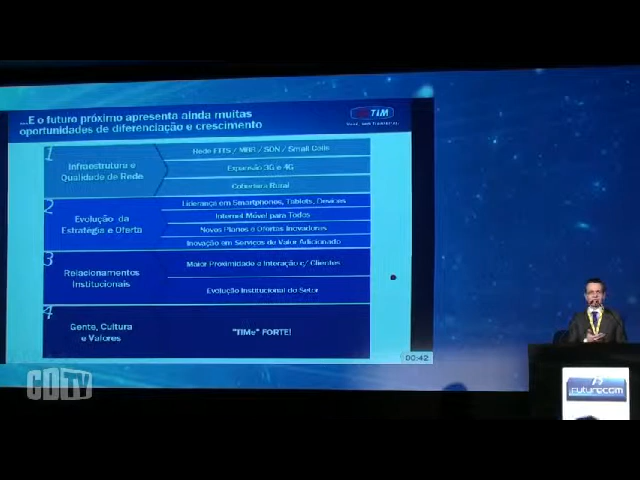 ...E o futuro próximo apresenta ainda muitas
oportunidades de diferenciação e crescimento
TIM
1
Infraestrutura e
Qualidade de Rede
Rede FTTS / MBB / SDN / Small Cells
Expansão 3G e 4G
Cobertura Rural
2
Evolução da
Estratégia e Oferta
Liderança em Smartphones, Tablets, Devices
Internet Móvel para Todos
Novos Planos e Ofertas Inovadoras
Inovação em Serviços de Valor Adicionado
3
Relacionamentos
Institucionais
Maior Proximidade e Interação c/ Clientes
Evolução Institucional do Setor
4
Gente, Cultura
e Valores
"TIMe" FORTE!
00:42
CDTV
FUTURECOM